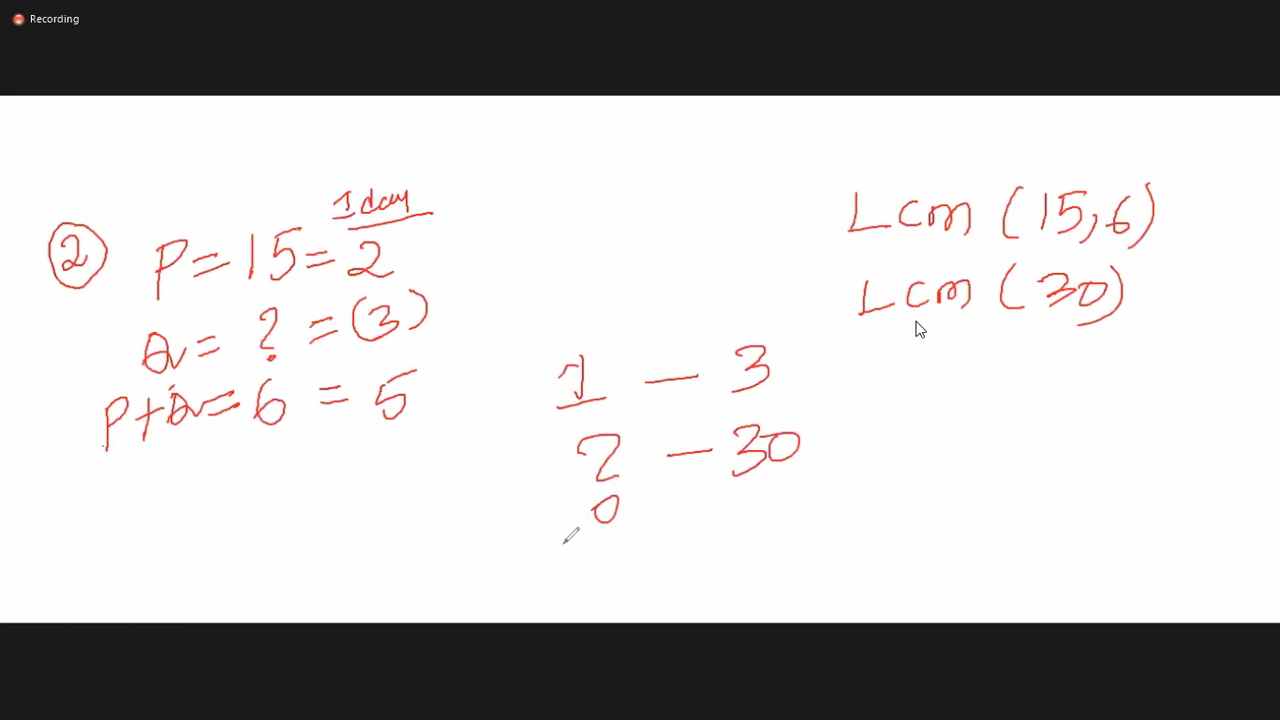 Recording
1 day
② P = 15 = 2
Q = ? = (3)
P+Q = 6 = 5
1 - 3
2 - 30
0
Lcm (15,6)
Lcm (30)